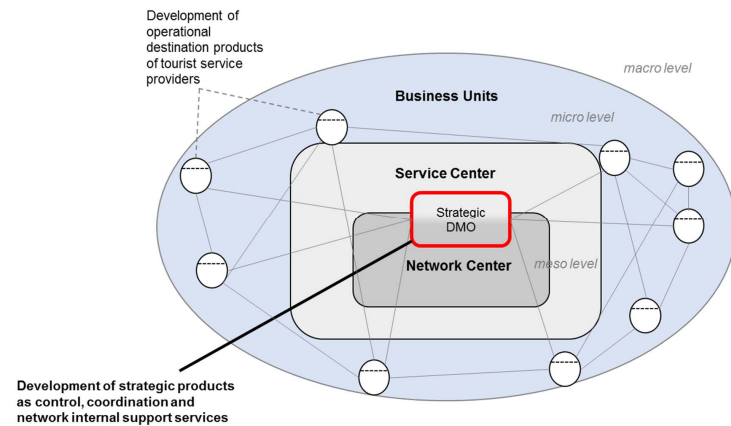 Development of
operational
destination products
of tourist service
providers
macro level
Business Units
micro level
Service Center
Strategic
DMO
Network Center
meso level
Development of strategic products
as control, coordination and
network internal support services